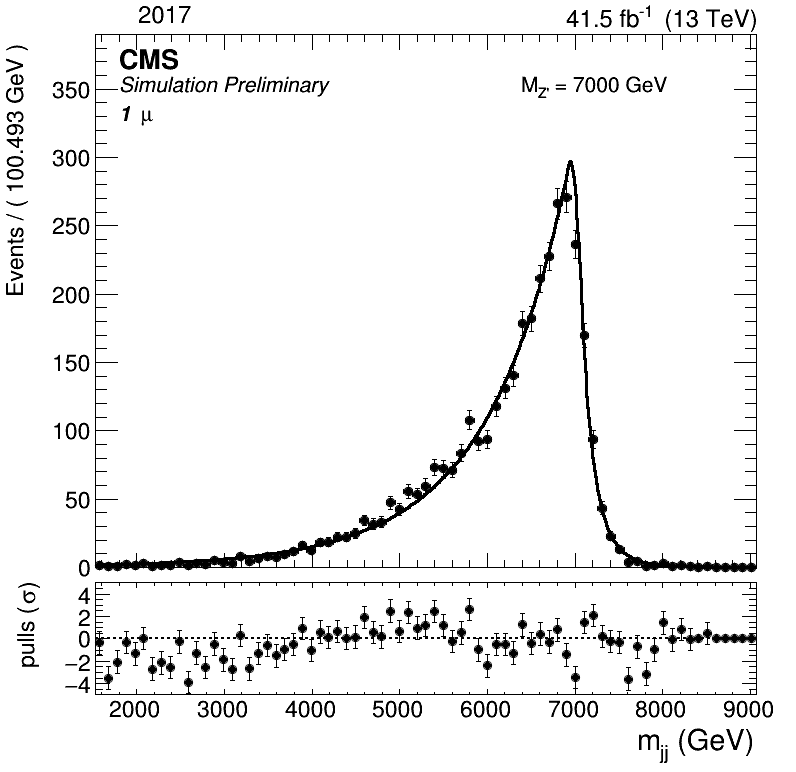 2017 41.5 fb⁻¹ (13 TeV)
CMS
Simulation Preliminary
M_Z' = 7000 GeV
1 μ
Events / ( 100.493 GeV )
350
300
250
200
150
100
50
0
pulls (σ)
4
2
0
−2
−4
2000 3000 4000 5000 6000 7000 8000 9000
m_jj (GeV)